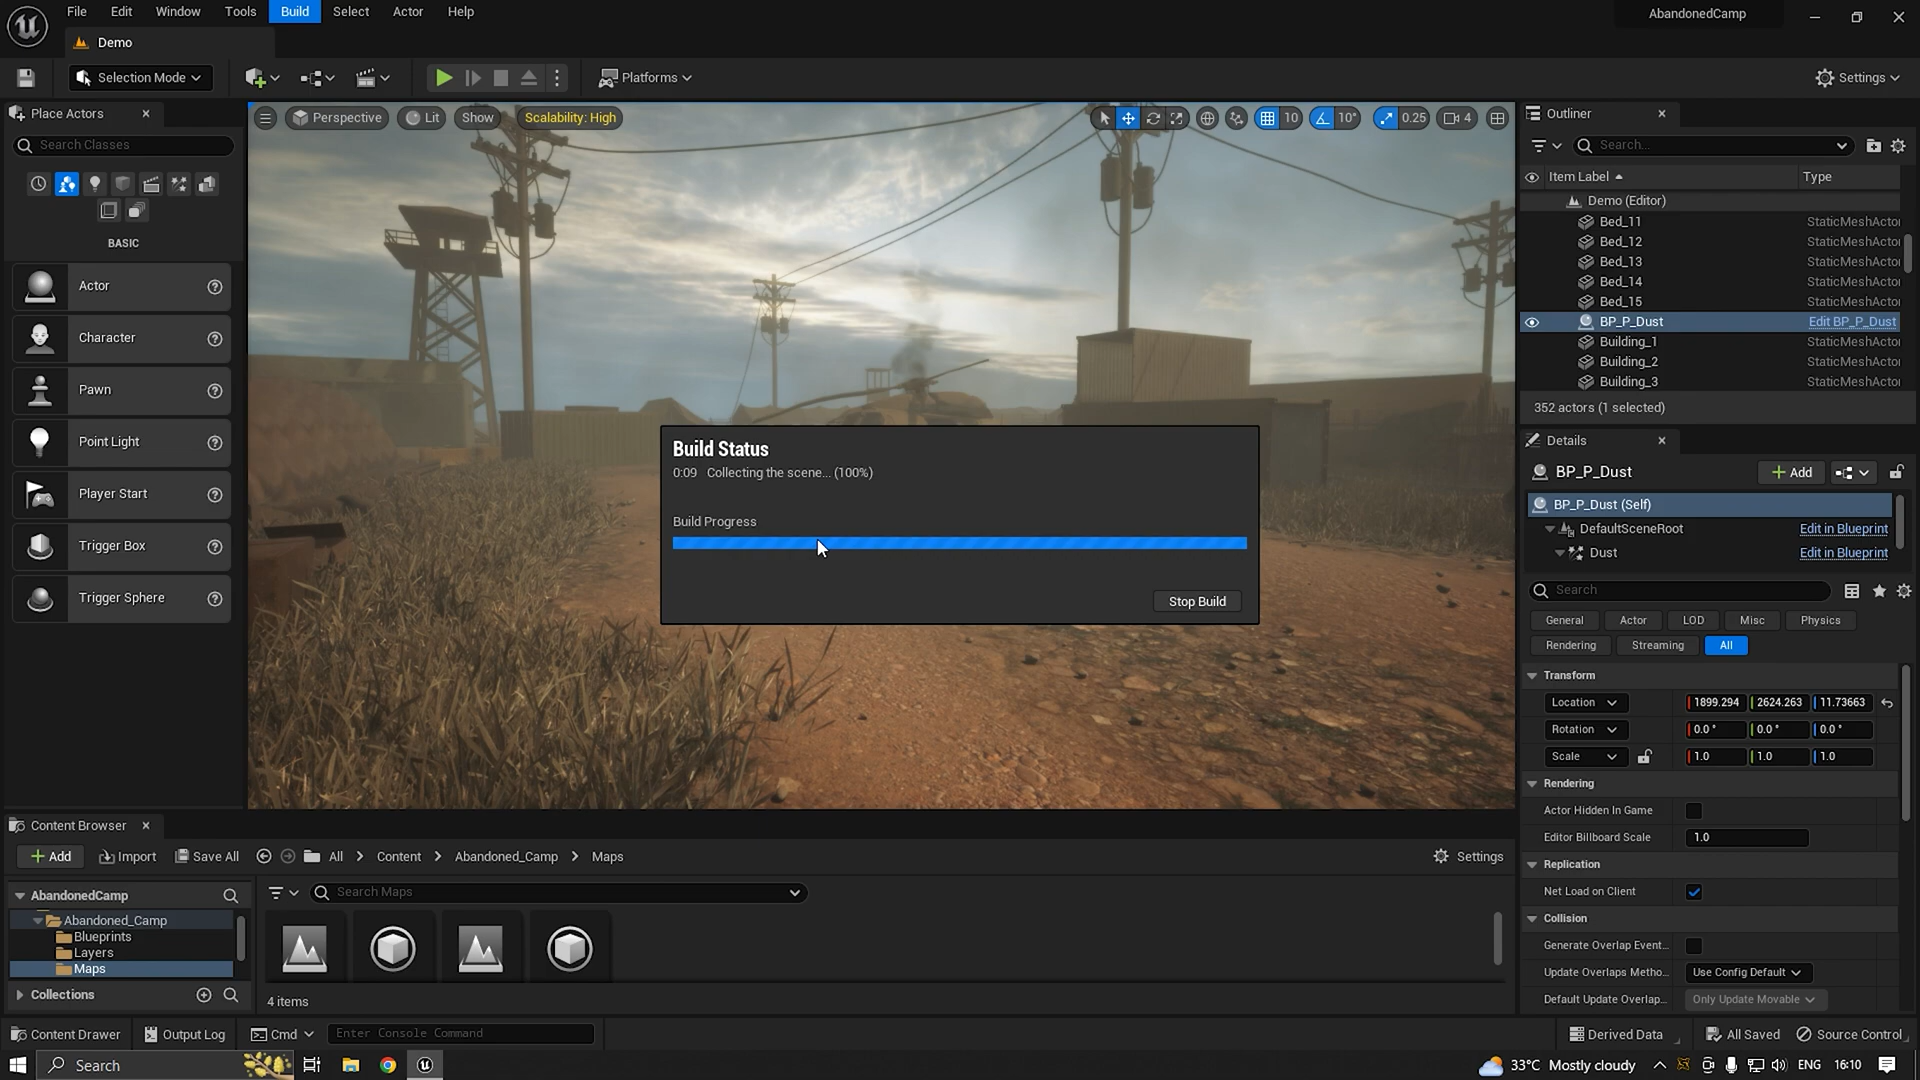 File Edit Window Tools Build Select Actor Help
AbandonedCamp
Demo
Selection Mode
Platforms
Settings
Place Actors
Search Classes
BASIC
Actor
Character
Pawn
Point Light
Player Start
Trigger Box
Trigger Sphere
Perspective
Lit
Show
Scalability: High
10
10°
0.25
4
Build Status
0:09 Collecting the scene... (100%)
Build Progress
Stop Build
Outliner
Search...
Item Label Type
Demo (Editor)
Bed_11 StaticMeshActo
Bed_12 StaticMeshActo
Bed_13 StaticMeshActo
Bed_14 StaticMeshActo
Bed_15 StaticMeshActo
BP_P_Dust Edit BP_P_Dust
Building_1 StaticMeshActo
Building_2 StaticMeshActo
Building_3 StaticMeshActo
352 actors (1 selected)
Details
BP_P_Dust
Add
BP_P_Dust (Self)
DefaultSceneRoot Edit in Blueprint
Dust Edit in Blueprint
Search
General Actor LOD Misc Physics
Rendering Streaming All
Transform
Location 1899.294 2624.263 11.73663
Rotation 0.0 ° 0.0 ° 0.0 °
Scale 1.0 1.0 1.0
Rendering
Actor Hidden In Game
Editor Billboard Scale 1.0
Replication
Net Load on Client
Collision
Generate Overlap Event...
Update Overlaps Metho... Use Config Default
Default Update Overlap... Only Update Movable
Content Browser
Add Import Save All All Content Abandoned_Camp Maps Settings
AbandonedCamp
Search Maps
Abandoned_Camp
Blueprints
Layers
Maps
Collections
4 items
Content Drawer Output Log Cmd Enter Console Command Derived Data All Saved Source Control
Search
33°C Mostly cloudy ENG 16:10